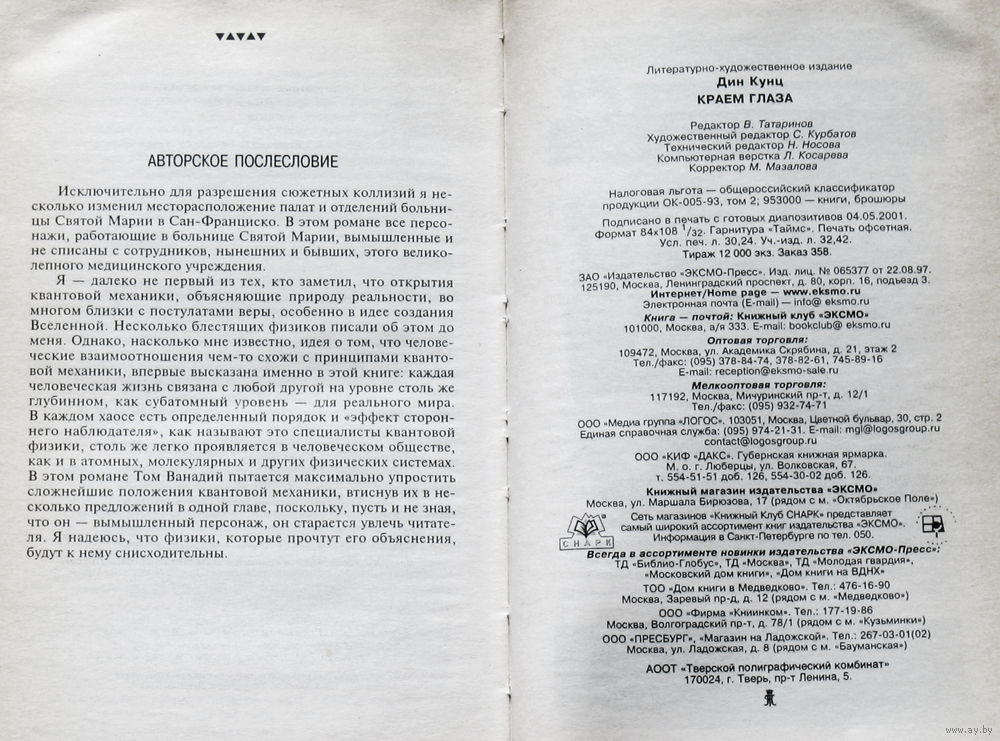 АВТОРСКОЕ ПОСЛЕСЛОВИЕ
Исключительно для разрешения сюжетных коллизий я не-
сколько изменил месторасположение палат и отделений больни-
цы Святой Марии в Сан-Франциско. В этом романе все персо-
нажи, работающие в больнице Святой Марии, вымышленные и
не списаны с сотрудников, нынешних и бывших, этого велико-
лепного медицинского учреждения.
Я — далеко не первый из тех, кто заметил, что открытия
квантовой механики, объясняющие природу реальности, во
многом близки с постулатами веры, особенно в идее создания
Вселенной. Несколько блестящих физиков писали об этом до
меня. Однако, насколько мне известно, идея о том, что челове-
ческие взаимоотношения чем-то схожи с принципами кванто-
вой механики, впервые высказана именно в этой книге: каждая
человеческая жизнь связана с любой другой на уровне столь же
глубинном, как субатомный уровень — для реального мира.
В каждом хаосе есть определенный порядок и «эффект сторон-
него наблюдателя», как называют это специалисты квантовой
физики, столь же легко проявляется в человеческом обществе,
как и в атомных, молекулярных и других физических системах.
В этом романе Том Ванадий пытается максимально упростить
сложнейшие положения квантовой механики, втиснув их в не-
сколько предложений в одной главе, поскольку, пусть и не зная,
что он — вымышленный персонаж, он старается увлечь читате-
ля. Я надеюсь, что физики, которые прочтут его объяснения,
будут к нему снисходительны.
Литературно-художественное издание
Дин Кунц
КРАЕМ ГЛАЗА
Редактор В. Татаринов
Художественный редактор С. Курбатов
Технический редактор Н. Носова
Компьютерная верстка Л. Косарева
Корректор М. Мазалова
Налоговая льгота — общероссийский классификатор
продукции ОК-005-93, том 2; 953000 — книги, брошюры
Подписано в печать с готовых диапозитивов 04.05.2001.
Формат 84x108 1/32. Гарнитура «Таймс». Печать офсетная.
Усл. печ. л. 30,24. Уч.-изд. л. 32,42.
Тираж 12 000 экз. Заказ 358.
ЗАО «Издательство «ЭКСМО-Пресс». Изд. лиц. № 065377 от 22.08.97.
125190, Москва, Ленинградский проспект, д. 80, корп. 16, подъезд 3.
Интернет/Home page — www.eksmo.ru
Электронная почта (E-mail) — info@ eksmo.ru
Книга — почтой: Книжный клуб «ЭКСМО»
101000, Москва, а/я 333. E-mail: bookclub@ eksmo.ru
Оптовая торговля:
109472, Москва, ул. Академика Скрябина, д. 21, этаж 2
Тел./факс: (095) 378-84-74, 378-82-61, 745-89-16
E-mail: reception@eksmo-sale.ru
Мелкооптовая торговля:
117192, Москва, Мичуринский пр-т, д. 12/1
Тел./факс: (095) 932-74-71
ООО «Медиа группа «ЛОГОС». 103051, Москва, Цветной бульвар, 30, стр. 2
Единая справочная служба: (095) 974-21-31. E-mail: mgl@logosgroup.ru
contact@logosgroup.ru
ООО «КИФ «ДАКС». Губернская книжная ярмарка.
М. о. г. Люберцы, ул. Волковская, 67.
т. 554-51-51 доб. 126, 554-30-02 доб. 126.
Книжный магазин издательства «ЭКСМО»
Москва, ул. Маршала Бирюзова, 17 (рядом с м. «Октябрьское Поле»)
Сеть магазинов «Книжный Клуб СНАРК» представляет
самый широкий ассортимент книг издательства «ЭКСМО».
Информация в Санкт-Петербурге по тел. 050.
СНАРК
Всегда в ассортименте новинки издательства «ЭКСМО-Пресс»:
ТД «Библио-Глобус», ТД «Москва», ТД «Молодая гвардия»,
«Московский дом книги», «Дом книги на ВДНХ»
ТОО «Дом книги в Медведково». Тел.: 476-16-90
Москва, Заревый пр-д, д. 12 (рядом с м. «Медведково»)
ООО «Фирма «Книинком». Тел.: 177-19-86
Москва, Волгоградский пр-т, д. 78/1 (рядом с м. «Кузьминки»)
ООО «ПРЕСБУРГ», «Магазин на Ладожской». Тел.: 267-03-01(02)
Москва, ул. Ладожская, д. 8 (рядом с м. «Бауманская»)
АООТ «Тверской полиграфический комбинат»
170024, г. Тверь, пр-т Ленина, 5.
www.ay.by